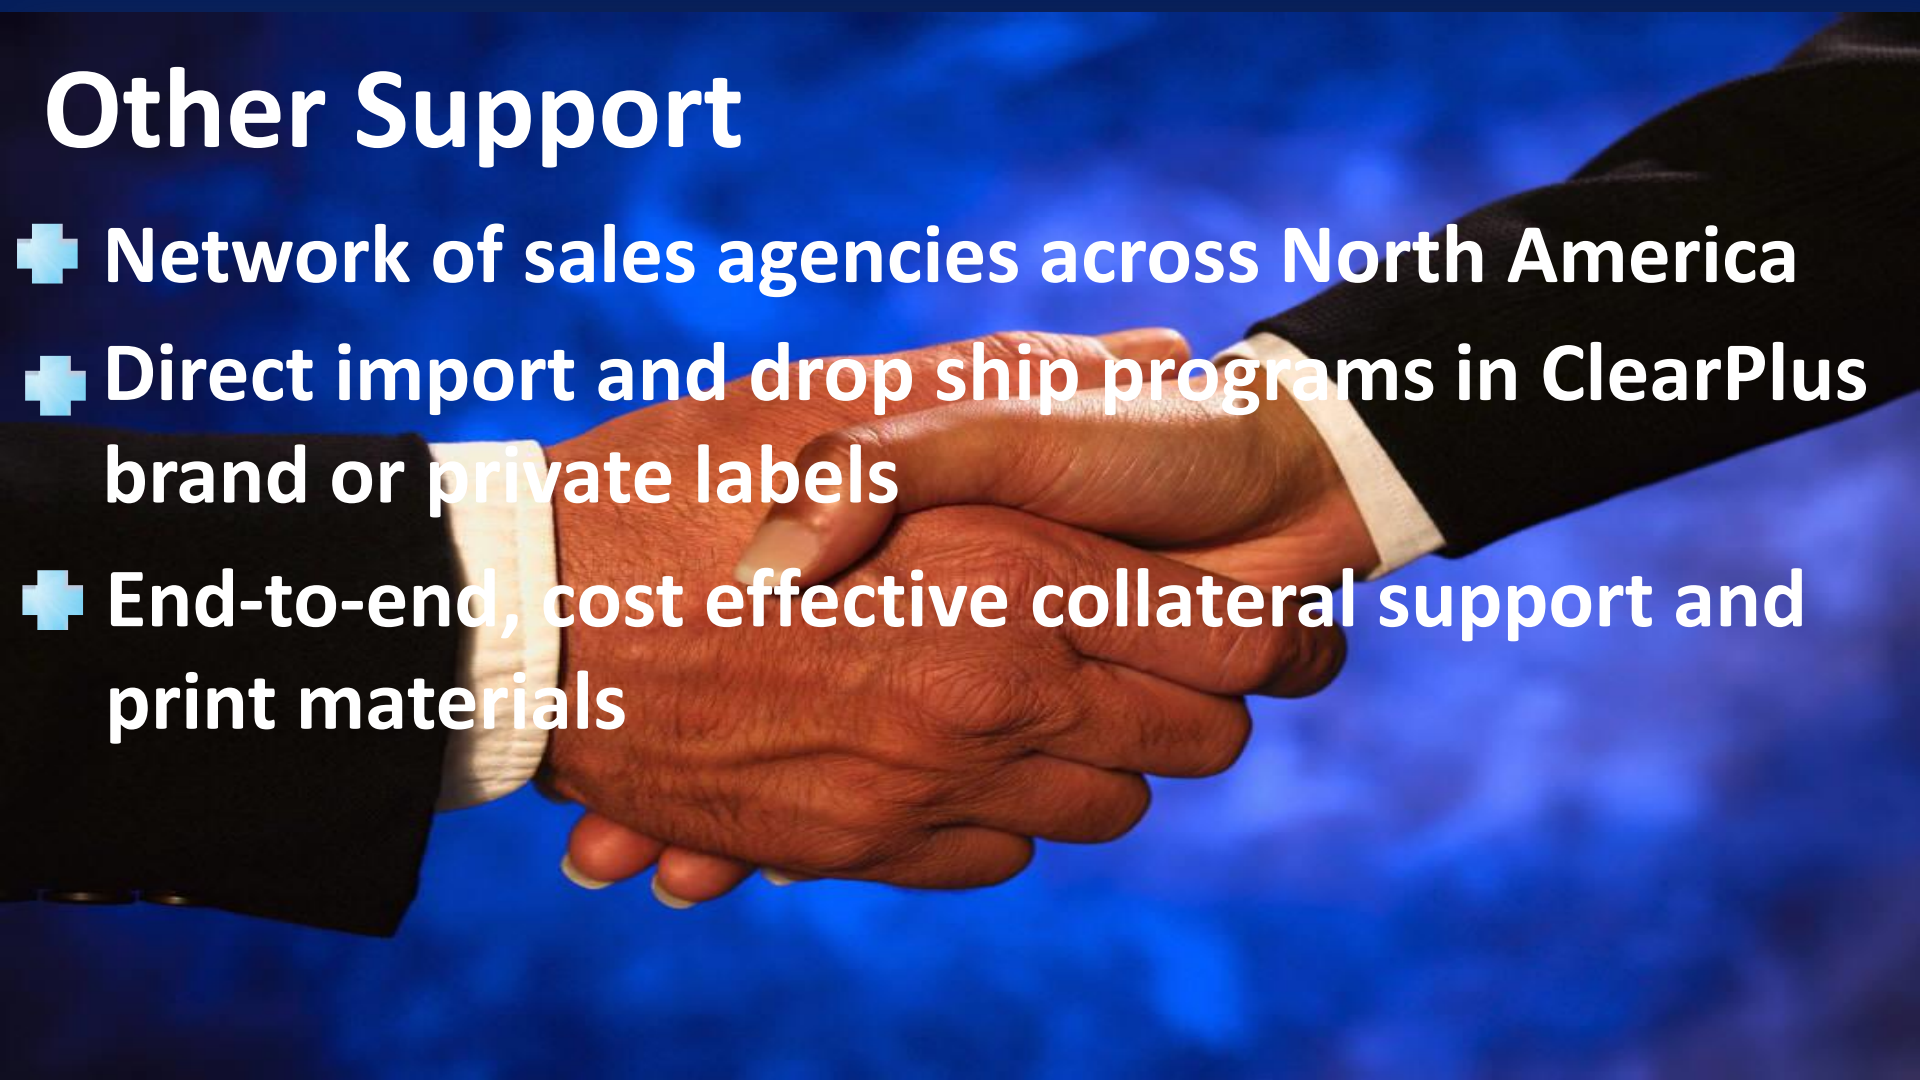 Other Support
Network of sales agencies across North America
Direct import and drop ship programs in ClearPlus
brand or private labels
End-to-end, cost effective collateral support and
print materials